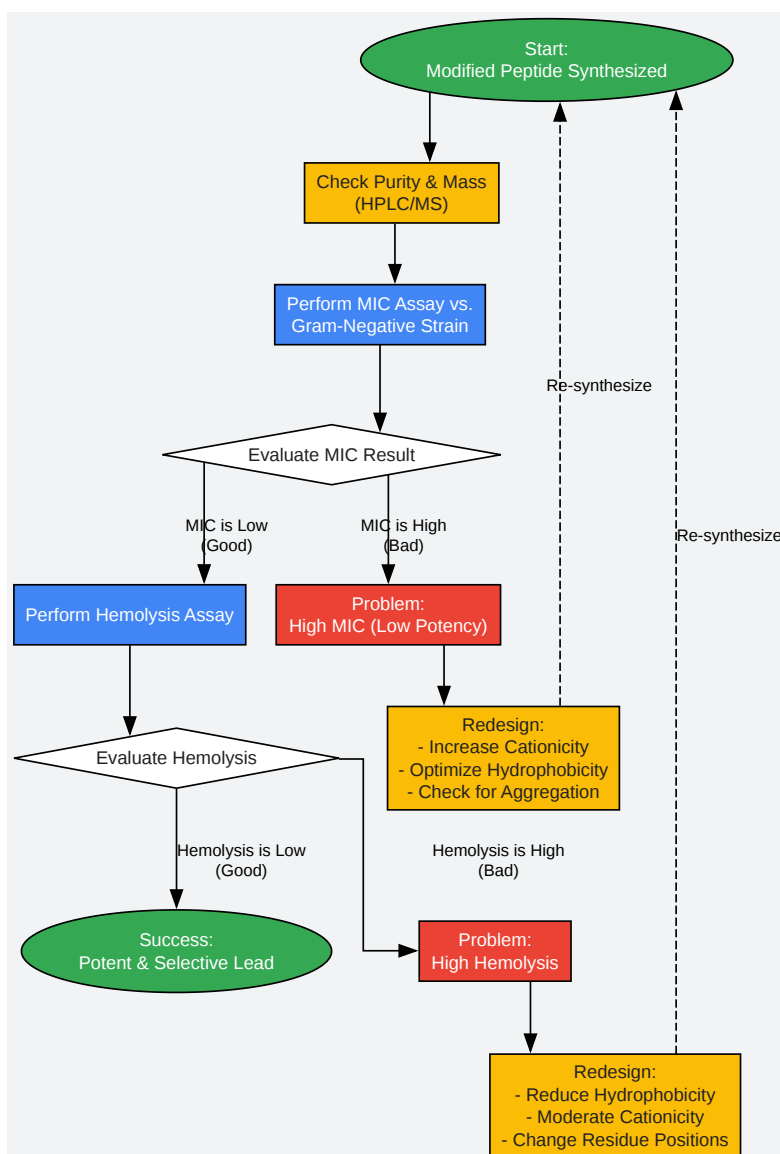 Start:
Modified Peptide Synthesized
Check Purity & Mass
(HPLC/MS)
Perform MIC Assay vs.
Gram-Negative Strain
Re-synthesize
Evaluate MIC Result
MIC is Low
(Good)
MIC is High
(Bad)
Re-synthesize
Perform Hemolysis Assay
Problem:
High MIC (Low Potency)
Redesign:
- Increase Cationicity
- Optimize Hydrophobicity
- Check for Aggregation
Evaluate Hemolysis
Hemolysis is Low
(Good)
Hemolysis is High
(Bad)
Success:
Potent & Selective Lead
Problem:
High Hemolysis
Redesign:
- Reduce Hydrophobicity
- Moderate Cationicity
- Change Residue Positions